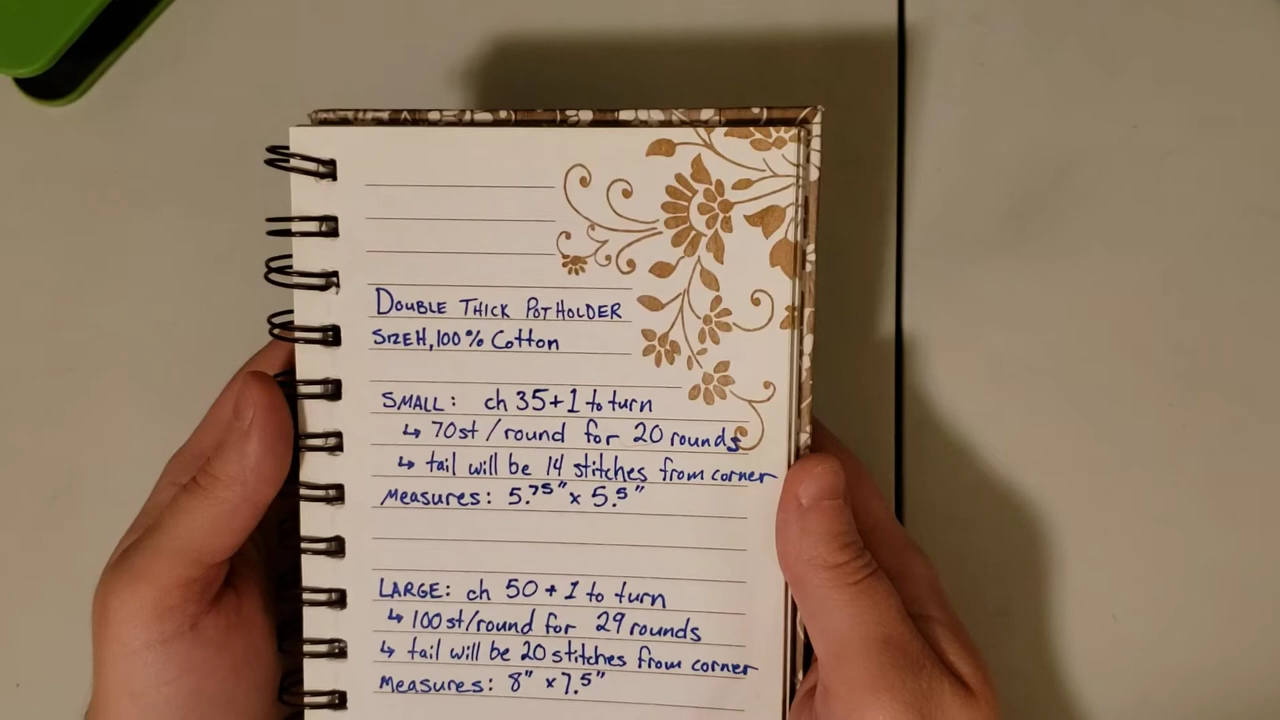 DOUBLE THICK POTHOLDER
SIZE H, 100% Cotton
SMALL: ch 35+1 to turn
↳ 70st/round for 20 rounds
↳ tail will be 14 stitches from corner
Measures: 5.75" x 5.5"
LARGE: ch 50+1 to turn
↳ 100st/round for 29 rounds
↳ tail will be 20 stitches from corner
Measures: 8" x 7.5"